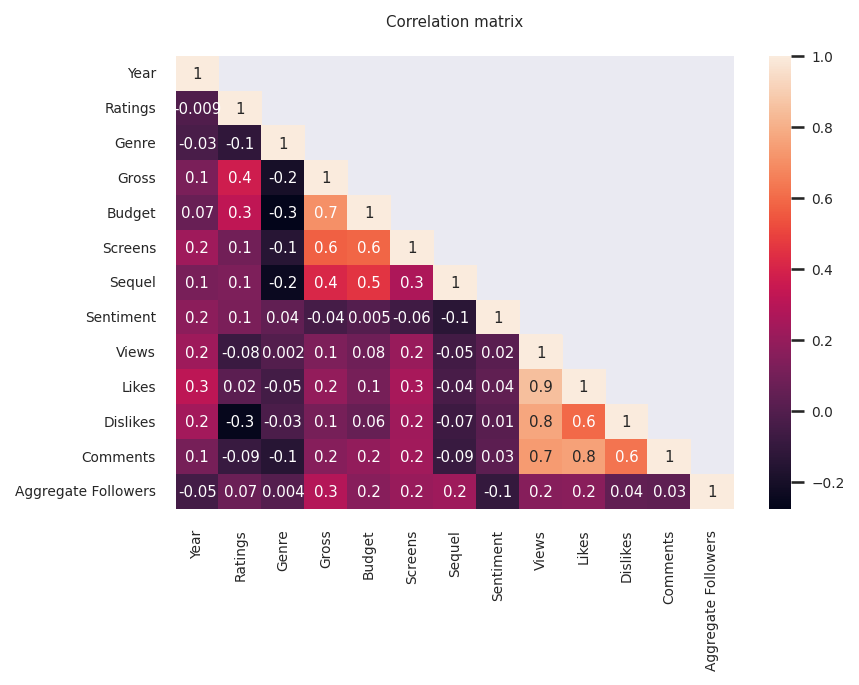 Correlation matrix
Year 1
Ratings -0.009 1
Genre -0.03 -0.1 1
Gross 0.1 0.4 -0.2 1
Budget 0.07 0.3 -0.3 0.7 1
Screens 0.2 0.1 -0.1 0.6 0.6 1
Sequel 0.1 0.1 -0.2 0.4 0.5 0.3 1
Sentiment 0.2 0.1 0.04 -0.04 0.005 -0.06 -0.1 1
Views 0.2 -0.08 0.002 0.1 0.08 0.2 -0.05 0.02 1
Likes 0.3 0.02 -0.05 0.2 0.1 0.3 -0.04 0.04 0.9 1
Dislikes 0.2 -0.3 -0.03 0.1 0.06 0.2 -0.07 0.01 0.8 0.6 1
Comments 0.1 -0.09 -0.1 0.2 0.2 0.2 -0.09 0.03 0.7 0.8 0.6 1
Aggregate Followers -0.05 0.07 0.004 0.3 0.2 0.2 0.2 -0.1 0.2 0.2 0.04 0.03 1
Year
Ratings
Genre
Gross
Budget
Screens
Sequel
Sentiment
Views
Likes
Dislikes
Comments
Aggregate Followers
1.0
0.8
0.6
0.4
0.2
0.0
−0.2